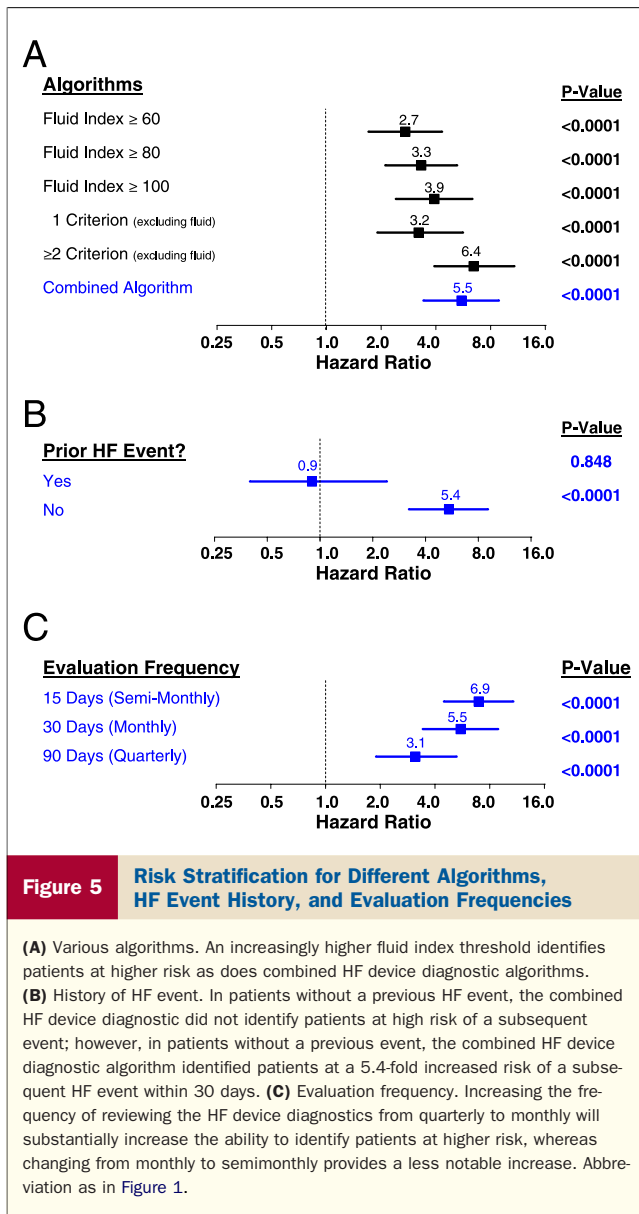 A
Algorithms P-Value
Fluid Index ≥ 60 2.7 <0.0001
Fluid Index ≥ 80 3.3 <0.0001
Fluid Index ≥ 100 3.9 <0.0001
1 Criterion (excluding fluid) 3.2 <0.0001
≥2 Criterion (excluding fluid) 6.4 <0.0001
Combined Algorithm 5.5 <0.0001
0.25 0.5 1.0 2.0 4.0 8.0 16.0
Hazard Ratio
B
P-Value
Prior HF Event?
Yes 0.9 0.848
No 5.4 <0.0001
0.25 0.5 1.0 2.0 4.0 8.0 16.0
Hazard Ratio
C
Evaluation Frequency P-Value
15 Days (Semi-Monthly) 6.9 <0.0001
30 Days (Monthly) 5.5 <0.0001
90 Days (Quarterly) 3.1 <0.0001
0.25 0.5 1.0 2.0 4.0 8.0 16.0
Hazard Ratio
Figure 5
Risk Stratification for Different Algorithms,
HF Event History, and Evaluation Frequencies
(A) Various algorithms. An increasingly higher fluid index threshold identifies
patients at higher risk as does combined HF device diagnostic algorithms.
(B) History of HF event. In patients without a previous HF event, the combined
HF device diagnostic did not identify patients at high risk of a subsequent
event; however, in patients without a previous event, the combined HF device
diagnostic algorithm identified patients at a 5.4-fold increased risk of a subse-
quent HF event within 30 days. (C) Evaluation frequency. Increasing the fre-
quency of reviewing the HF device diagnostics from quarterly to monthly will
substantially increase the ability to identify patients at higher risk, whereas
changing from monthly to semimonthly provides a less notable increase. Abbre-
viation as in Figure 1.